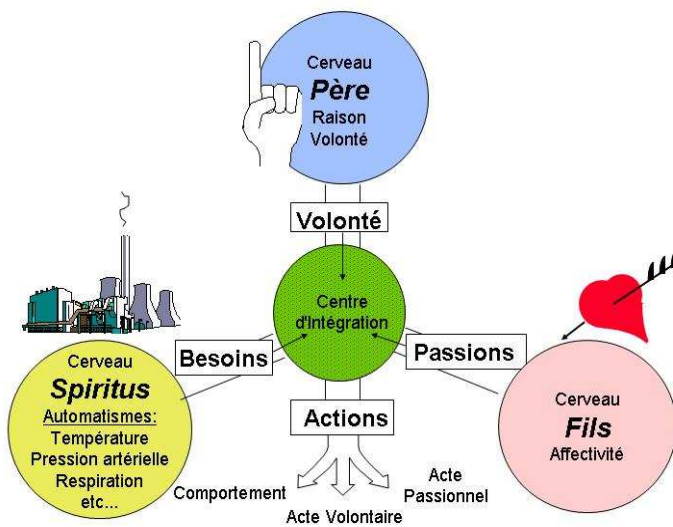 Cerveau
Père
Raison
Volonté
Volonté
Centre
d'Intégration
Besoins
Passions
Cerveau
Spiritus
Automatismes:
Température
Pression artérielle
Respiration
etc...
Cerveau
Fils
Affectivité
Actions
Comportement
Acte Volontaire
Acte
Passionnel